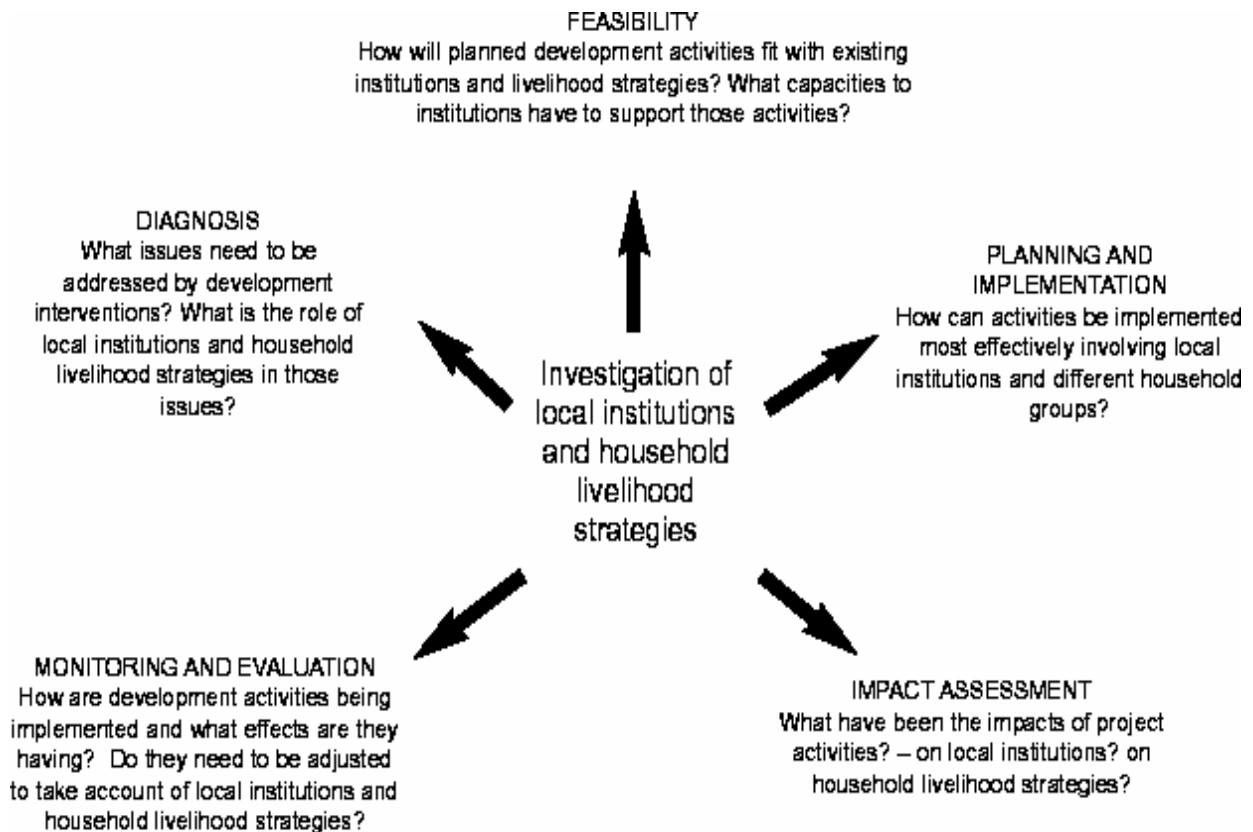 FEASIBILITY
How will planned development activities fit with existing
institutions and livelihood strategies? What capacities to
institutions have to support those activities?
DIAGNOSIS
What issues need to be
addressed by development
interventions? What is the role of
local institutions and household
livelihood strategies in those
issues?
PLANNING AND
IMPLEMENTATION
How can activities be implemented
most effectively involving local
institutions and different household
groups?
Investigation of
local institutions
and household
livelihood
strategies
MONITORING AND EVALUATION
How are development activities being
implemented and what effects are they
having? Do they need to be adjusted
to take account of local institutions and
household livelihood strategies?
IMPACT ASSESSMENT
What have been the impacts of project
activities? – on local institutions? on
household livelihood strategies?